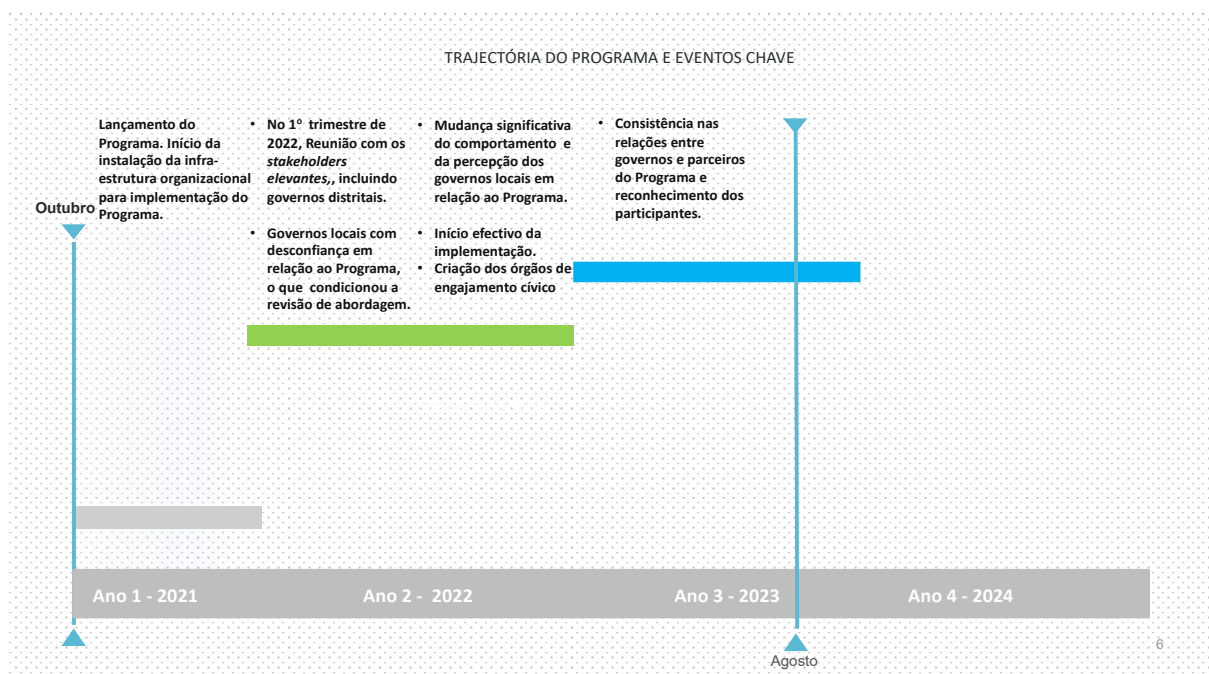 TRAJECTÓRIA DO PROGRAMA E EVENTOS CHAVE
Outubro
Lançamento do
Programa. Início da
instalação da infra-
estrutura organizacional
para implementação do
Programa.
• No 1º trimestre de
2022, Reunião com os
stakeholders
elevantes,, incluindo
governos distritais.
• Governos locais com
desconfiança em
relação ao Programa,
o que condicionou a
revisão de abordagem.
• Mudança significativa
do comportamento e
da percepção dos
governos locais em
relação ao Programa.
• Início efectivo da
implementação.
• Criação dos órgãos de
engajamento cívico
• Consistência nas
relações entre
governos e parceiros
do Programa e
reconhecimento dos
participantes.
Ano 1 - 2021
Ano 2 - 2022
Ano 3 - 2023
Ano 4 - 2024
Agosto
6